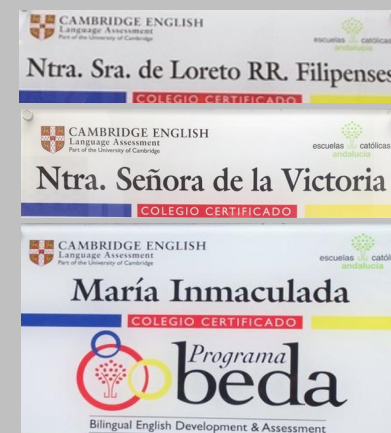 CAMBRIDGE ENGLISH
Language Assessment
Part of the University of Cambridge
escuelas católicas
andalucía
Ntra. Sra. de Loreto RR. Filipenses
COLEGIO CERTIFICADO
CAMBRIDGE ENGLISH
Language Assessment
Part of the University of Cambridge
escuelas católicas
andalucía
Ntra. Señora de la Victoria
COLEGIO CERTIFICADO
CAMBRIDGE ENGLISH
Language Assessment
Part of the University of Cambridge
escuelas catól
andalucía
María Inmaculada
COLEGIO CERTIFICADO
Programa
beda
Bilingual English Development & Assessment